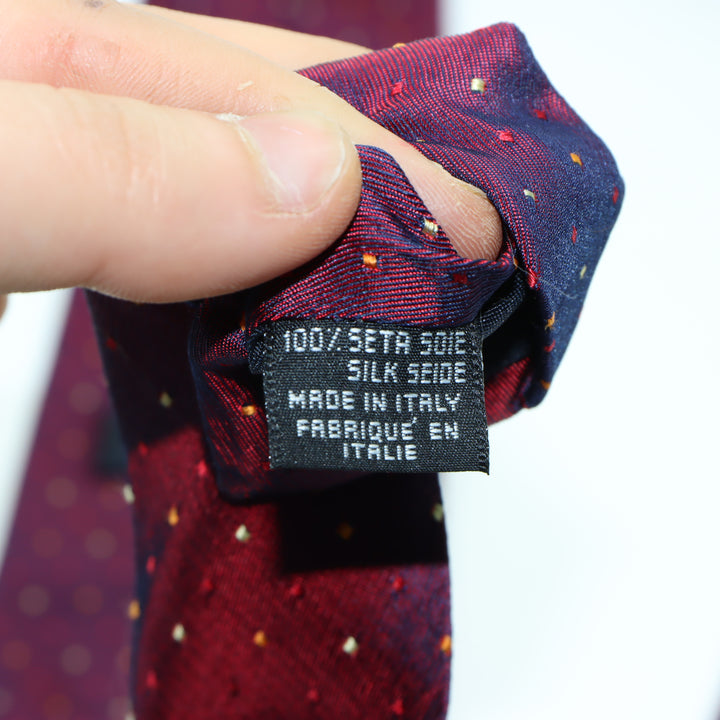 100% SETA SOIE
SILK SEIDE
MADE IN ITALY
FABRIQUÉ EN
ITALIE